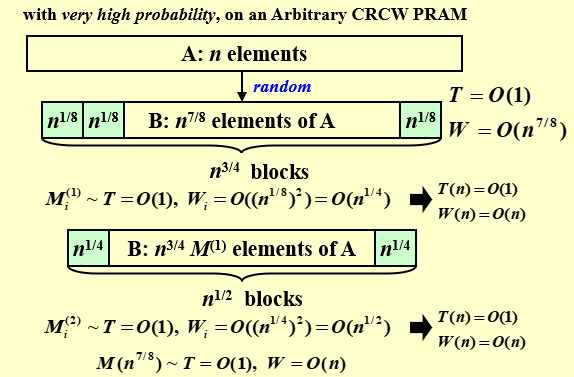 with very high probability, on an Arbitrary CRCW PRAM
A: n elements
random
n^{1/8} n^{1/8} B: n^{7/8} elements of A n^{1/8}
T = O(1)
W = O(n^{7/8})
n^{3/4} blocks
M_i^{(1)} ~ T = O(1), W_i = O((n^{1/8})^2) = O(n^{1/4})
T(n) = O(1)
W(n) = O(n)
n^{1/4} B: n^{3/4} M^{(1)} elements of A n^{1/4}
n^{1/2} blocks
M_i^{(2)} ~ T = O(1), W_i = O((n^{1/4})^2) = O(n^{1/2})
T(n) = O(1)
W(n) = O(n)
M(n^{7/8}) ~ T = O(1), W = O(n)